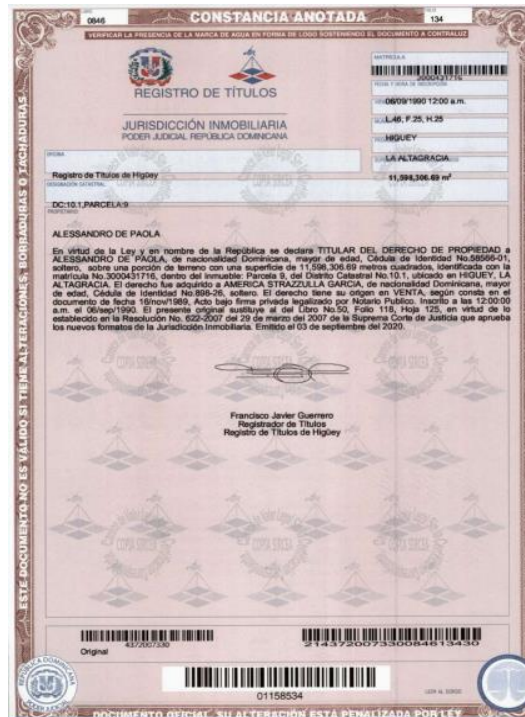 0846
CONSTANCIA ANOTADA
134
VERIFICAR LA PRESENCIA DE LA MARCA DE AGUA EN FORMA DE LOGO SOSTENIENDO EL DOCUMENTO A CONTRALUZ
MATRICULA
3000431716
REGISTRO DE TÍTULOS
06/09/1990 12:00 a.m.
JURISDICCIÓN INMOBILIARIA
PODER JUDICIAL REPÚBLICA DOMINICANA
L.46, F.25, H.25
HIGUEY
LA ALTAGRACIA
Registro de Títulos de Higüey
11,598,306.69 m²
DESIGNACIÓN CATASTRAL
DC:10.1,PARCELA:9
PROPIETARIO
ALESSANDRO DE PAOLA
En virtud de la Ley y en nombre de la República se declara TITULAR DEL DERECHO DE PROPIEDAD a
ALESSANDRO DE PAOLA, de nacionalidad Dominicana, mayor de edad, Cédula de Identidad No.58566-01,
soltero, sobre una porción de terreno con una superficie de 11,598,306.69 metros cuadrados, identificada con la
matrícula No.3000431716, dentro del inmueble: Parcela 9, del Distrito Catastral No.10.1, ubicado en HIGUEY, LA
ALTAGRACIA. El derecho fue adquirido a AMERICA STRAZZULLA GARCIA, de nacionalidad Dominicana, mayor
de edad, Cédula de Identidad No.898-26, soltero. El derecho tiene su origen en VENTA, según consta en el
documento de fecha 16/nov/1989, Acto bajo firma privada legalizado por Notario Publico. Inscrito a las 12:00:00
a.m. el 06/sep/1990. El presente original sustituye al del Libro No.50, Folio 118, Hoja 125, en virtud de lo
establecido en la Resolución No. 622-2007 del 29 de marzo del 2007 de la Suprema Corte de Justicia que aprueba
los nuevos formatos de la Jurisdicción Inmobiliaria. Emitido el 03 de septiembre del 2020.
Francisco Javier Guerrero
Registrador de Títulos
Registro de Títulos de Higüey
ESTE DOCUMENTO NO ES VÁLIDO SI TIENE ALTERACIONES, BORRADURAS O TACHADURAS
COPIA SIRCEA
4372007330
Original
214372007330084613430
01158534
LEER AL DORSO
DOCUMENTO OFICIAL, SU ALTERACIÓN ESTÁ PENALIZADA POR LEY